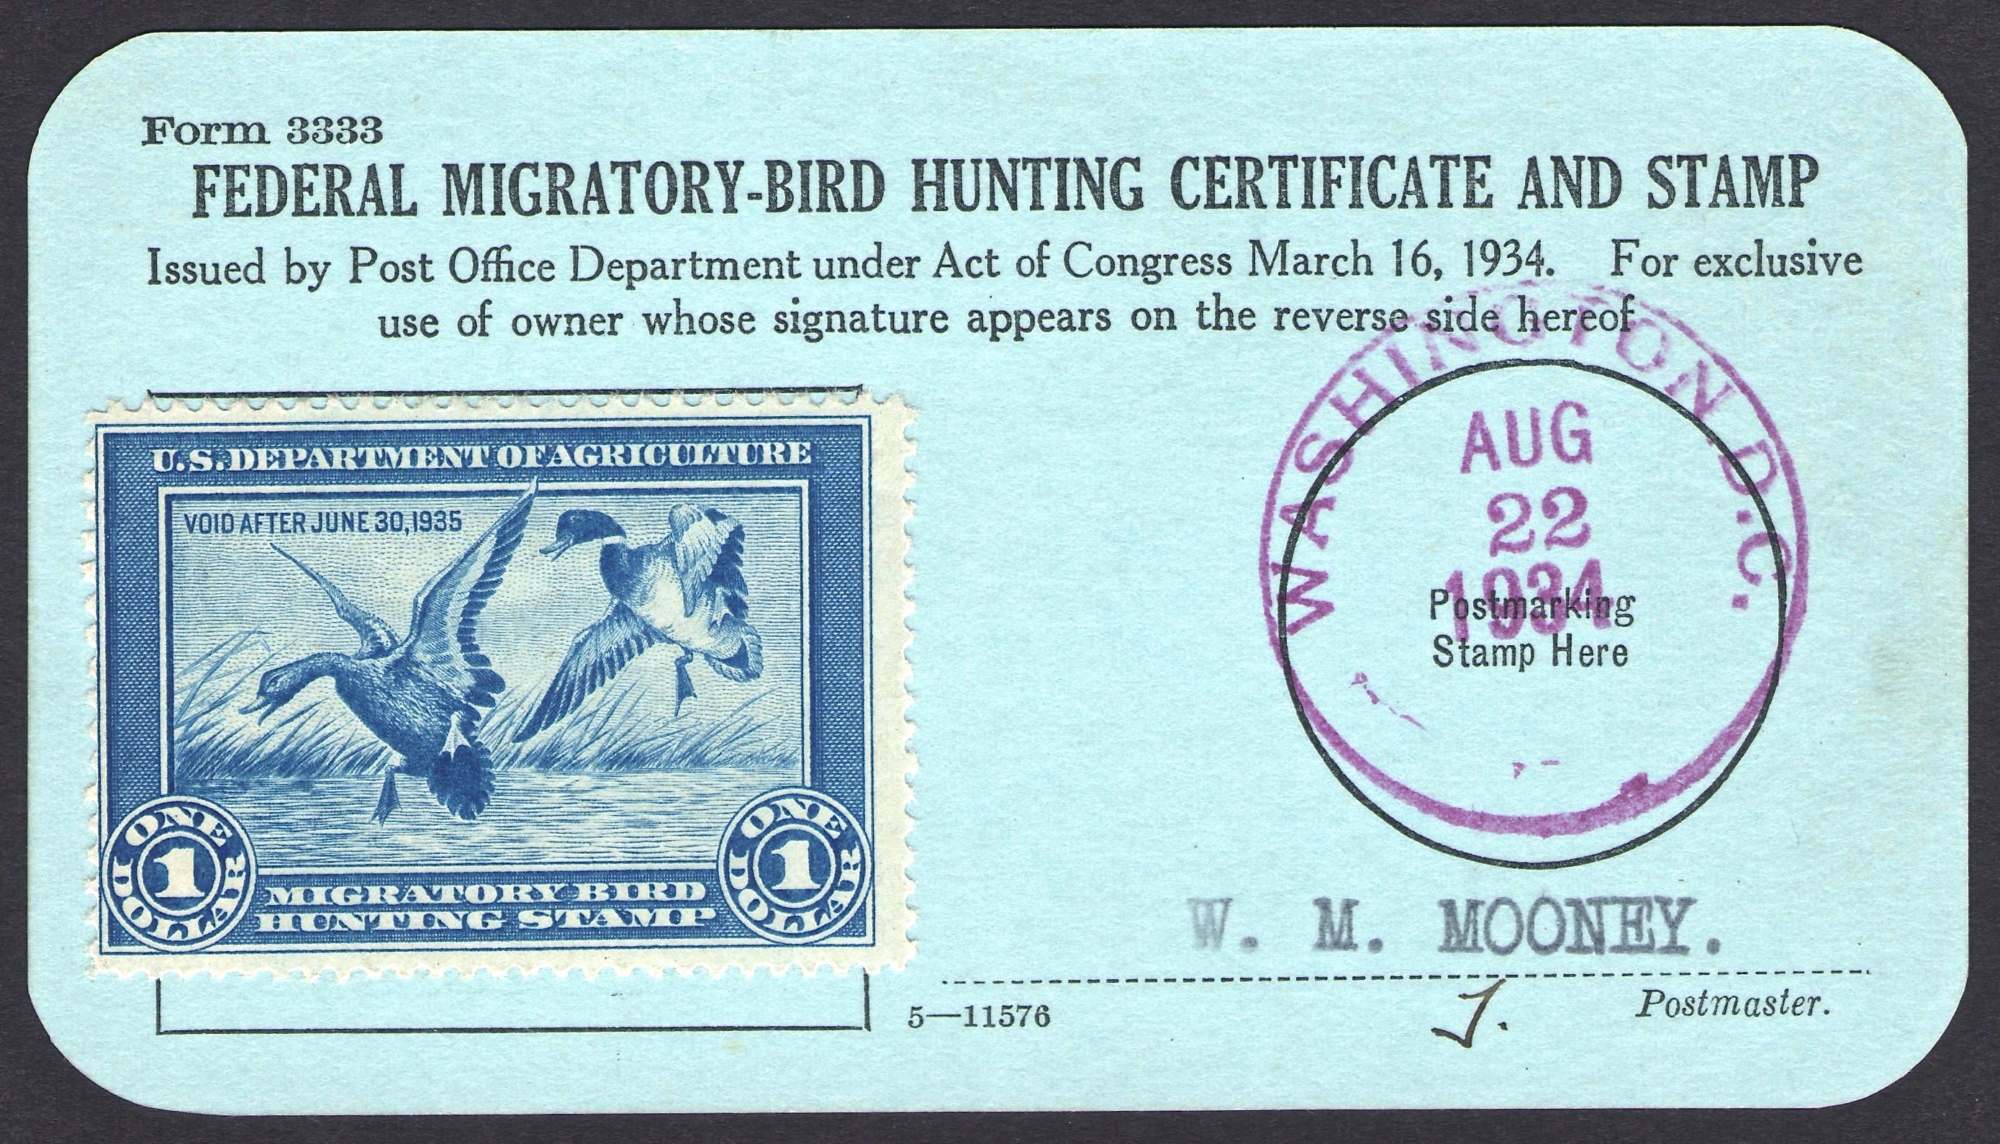 Form 3333
FEDERAL MIGRATORY-BIRD HUNTING CERTIFICATE AND STAMP
Issued by Post Office Department under Act of Congress March 16, 1934. For exclusive
use of owner whose signature appears on the reverse side hereof
U.S. DEPARTMENT OF AGRICULTURE
VOID AFTER JUNE 30, 1935
ONE
1
DOLLAR
MIGRATORY BIRD
HUNTING STAMP
ONE
1
DOLLAR
WASHINGTON D.C.
AUG
22
1934
Postmarking
Stamp Here
W. M. MOONEY.
5—11576
J.
Postmaster.